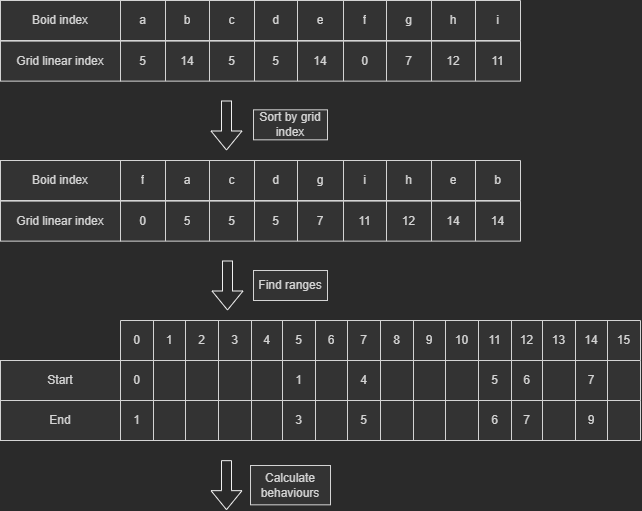 Boid index a b c d e f g h i
Grid linear index 5 14 5 5 14 0 7 12 11
Sort by grid
index
Boid index f a c d g i h e b
Grid linear index 0 5 5 5 7 11 12 14 14
Find ranges
0 1 2 3 4 5 6 7 8 9 10 11 12 13 14 15
Start 0 1 4 5 6 7
End 1 3 5 6 7 9
Calculate
behaviours